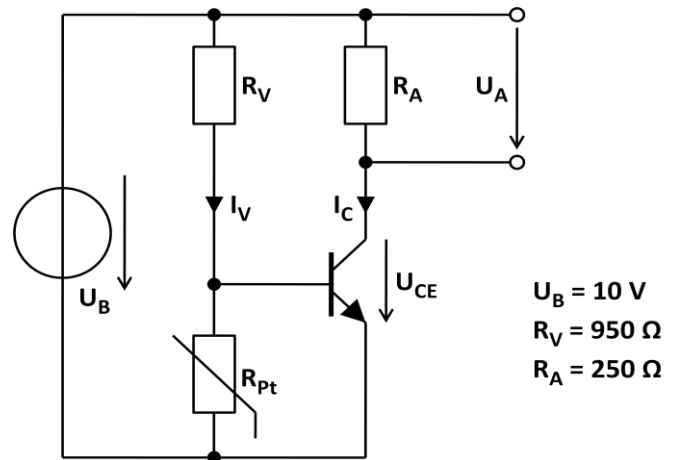 R_V
R_A
U_A
I_V
I_C
U_B
U_CE
R_Pt
U_B = 10 V
R_V = 950 Ω
R_A = 250 Ω